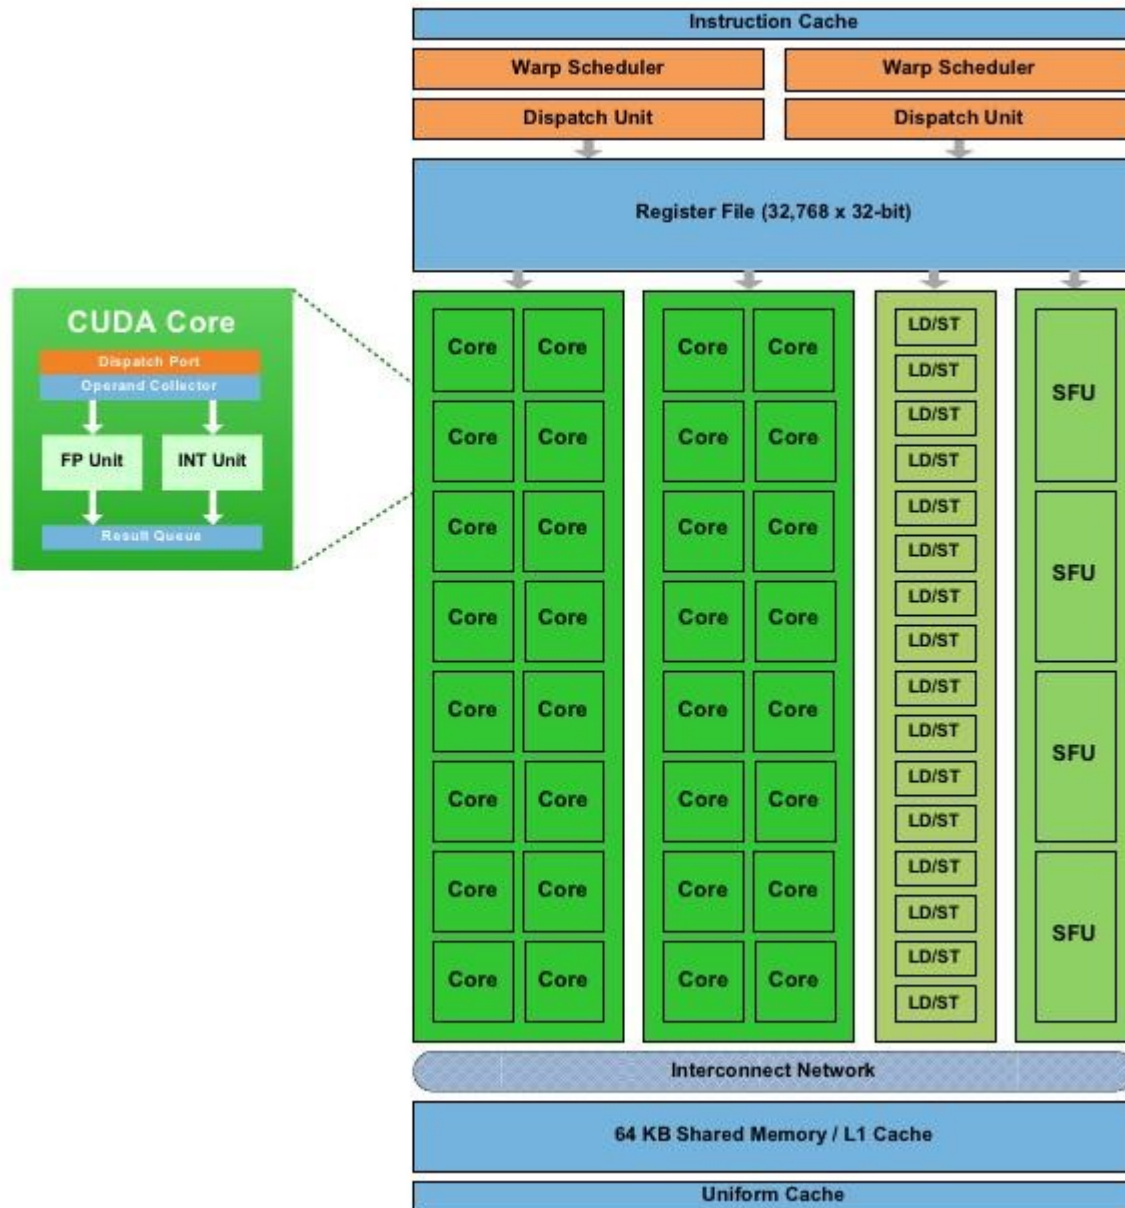 Instruction Cache
Warp Scheduler Warp Scheduler
Dispatch Unit Dispatch Unit
Register File (32,768 x 32-bit)
CUDA Core
Dispatch Port
Operand Collector
FP Unit INT Unit
Result Queue
Core Core Core Core LD/ST SFU
LD/ST
Core Core Core Core LD/ST
LD/ST
Core Core Core Core LD/ST SFU
LD/ST
Core Core Core Core LD/ST
LD/ST
Core Core Core Core LD/ST SFU
LD/ST
Core Core Core Core LD/ST
LD/ST
Core Core Core Core LD/ST SFU
LD/ST
Core Core Core Core LD/ST
LD/ST
Interconnect Network
64 KB Shared Memory / L1 Cache
Uniform Cache